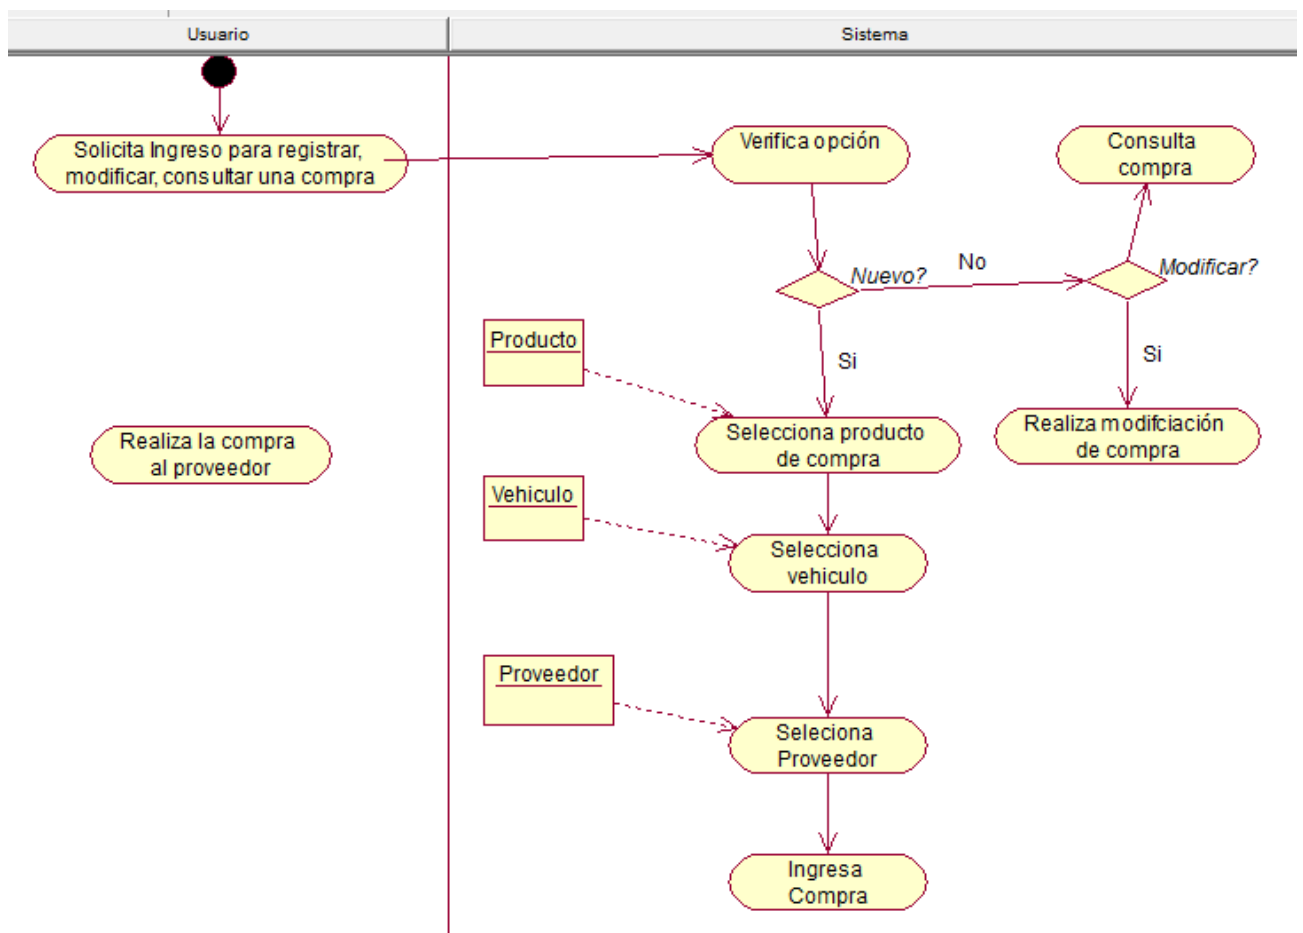 Usuario
Sistema
Solicita Ingreso para registrar,
modificar, consultar una compra
Verifica opción
Consulta
compra
Nuevo?
No
Modificar?
Producto
Si
Si
Realiza la compra
al proveedor
Selecciona producto
de compra
Realiza modifciación
de compra
Vehiculo
Selecciona
vehiculo
Proveedor
Seleciona
Proveedor
Ingresa
Compra